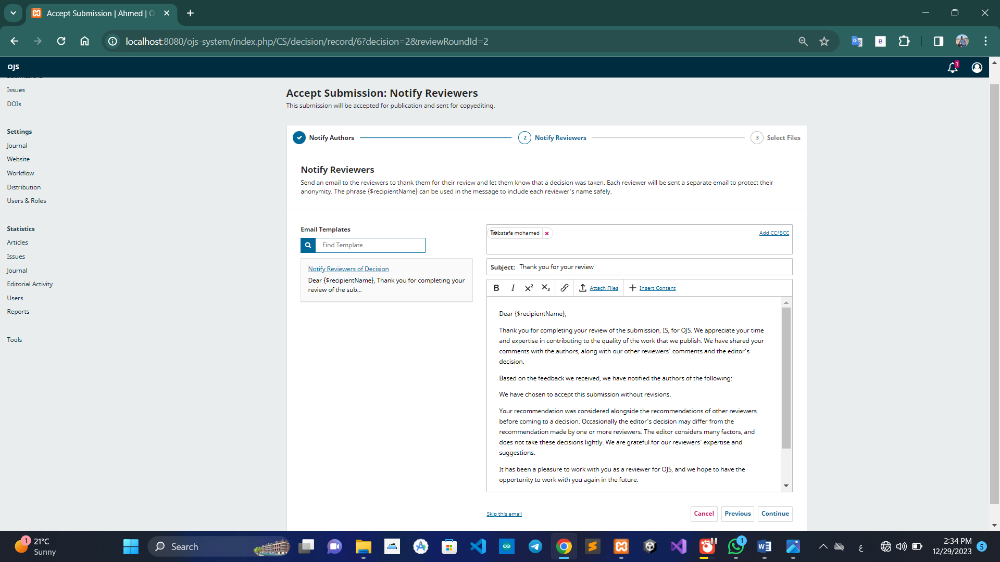 Accept Submission | Ahmed | O
localhost:8080/ojs-system/index.php/CS/decision/record/6?decision=2&reviewRoundId=2
B
OJS
1
Issues
DOIs
Settings
Journal
Website
Workflow
Distribution
Users & Roles
Statistics
Articles
Issues
Journal
Editorial Activity
Users
Reports
Tools
Accept Submission: Notify Reviewers
This submission will be accepted for publication and sent for copyediting.
Notify Authors
2 Notify Reviewers
3 Select Files
Notify Reviewers
Send an email to the reviewers to thank them for their review and let them know that a decision was taken. Each reviewer will be sent a separate email to protect their
anonymity. The phrase {$recipientName} can be used in the message to include each reviewer's name safely.
Email Templates
Find Template
Notify Reviewers of Decision
Dear {$recipientName}, Thank you for completing your
review of the sub...
mohamed
Add CC/BCC
Subject: Thank you for your review
B I x² X₂ Attach Files Insert Content
Dear {$recipientName},
Thank you for completing your review of the submission, IS, for OJS. We appreciate your time
and expertise in contributing to the quality of the work that we publish. We have shared your
comments with the authors, along with our other reviewers' comments and the editor's
decision.
Based on the feedback we received, we have notified the authors of the following:
We have chosen to accept this submission without revisions.
Your recommendation was considered alongside the recommendations of other reviewers
before coming to a decision. Occasionally the editor's decision may differ from the
recommendation made by one or more reviewers. The editor considers many factors, and
does not take these decisions lightly. We are grateful for our reviewers' expertise and
suggestions.
It has been a pleasure to work with you as a reviewer for OJS, and we hope to have the
opportunity to work with you again in the future.
Skip this email
Cancel
Previous
Continue
1
21°C
Sunny
Search
1
ع
2:34 PM
12/29/2023
5